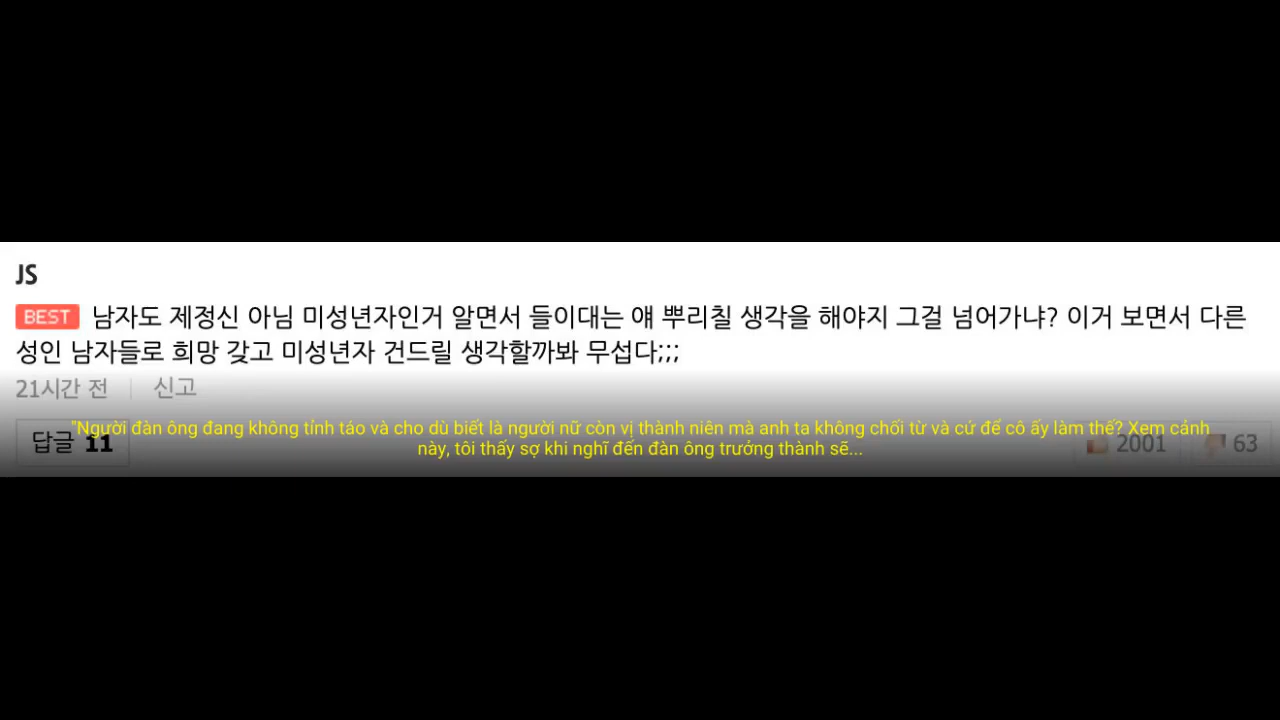 JS
BEST 남자도 제정신 아님 미성년자인거 알면서 들이대는 얘 뿌리칠 생각을 해야지 그걸 넘어가냐? 이거 보면서 다른
성인 남자들로 희망 갖고 미성년자 건드릴 생각할까봐 무섭다;;;
21시간 전 | 신고
답글 11 2001 63
"Người đàn ông đang không tính táo và cho dù biết là người nữ còn vị thành niên mà anh ta không chối từ và cứ để cô ấy làm thế? Xem cảnh
này, tôi thấy sợ khi nghĩ đến đàn ông trưởng thành sẽ...